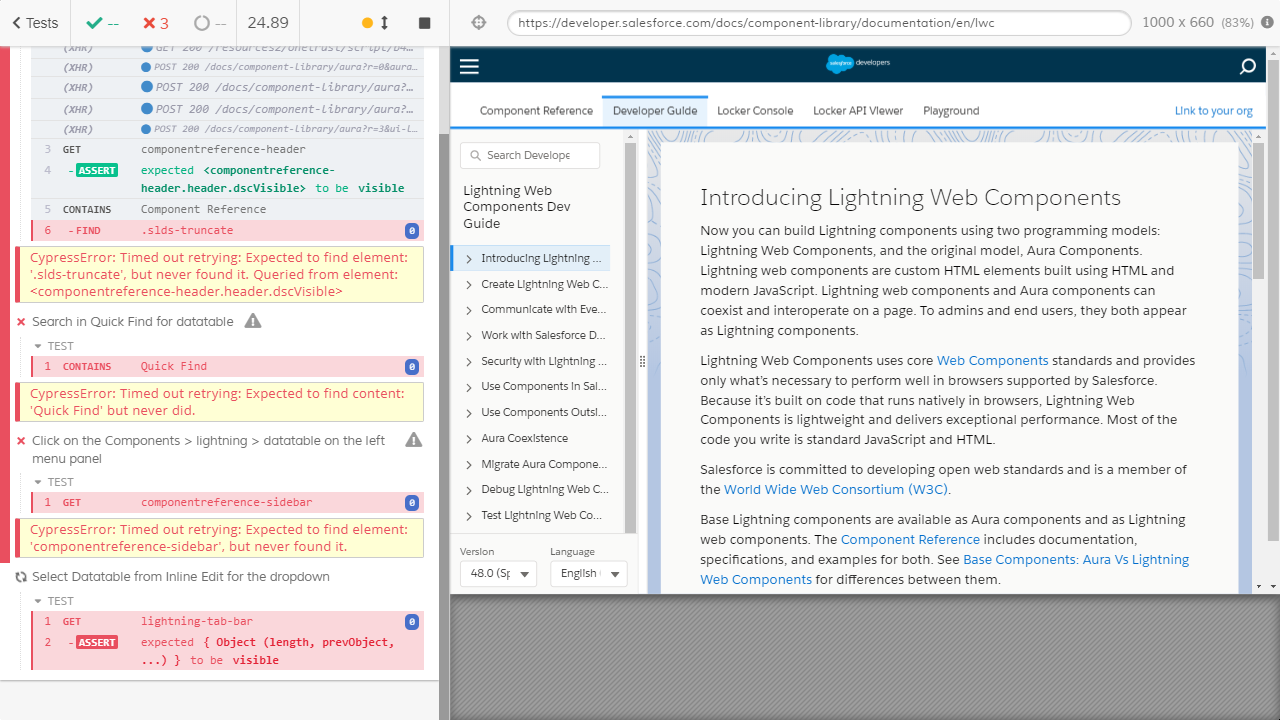 Tests -- 3 -- 24.89
https://developer.salesforce.com/docs/component-library/documentation/en/lwc 1000 x 660 (83%)
(XHR) GET 200 /resources2/onetrust/script/
(XHR) POST 200 /docs/component-library/aura?r=0&aura...
(XHR) POST 200 /docs/component-library/aura?...
(XHR) POST 200 /docs/component-library/aura?...
(XHR) POST 200 /docs/component-library/aura?r=3&ui-l...
3 GET componentreference-header
4 -ASSERT expected <componentreference-
header.header.dscVisible> to be visible
5 CONTAINS Component Reference
6 -FIND .slds-truncate 0
CypressError: Timed out retrying: Expected to find element:
'.slds-truncate', but never found it. Queried from element:
<componentreference-header.header.dscVisible>
Search in Quick Find for datatable
TEST
1 CONTAINS Quick Find 0
CypressError: Timed out retrying: Expected to find content:
'Quick Find' but never did.
Click on the Components > lightning > datatable on the left
menu panel
TEST
1 GET componentreference-sidebar 0
CypressError: Timed out retrying: Expected to find element:
'componentreference-sidebar', but never found it.
Select Datatable from Inline Edit for the dropdown
TEST
1 GET lightning-tab-bar 0
2 -ASSERT expected { Object (length, prevObject,
...) } to be visible
salesforce developers
Component Reference Developer Guide Locker Console Locker API Viewer Playground Link to your org
Search Develope
Lightning Web
Components Dev
Guide
Introducing Lightning ...
Create Lightning Web C...
Communicate with Eve...
Work with Salesforce D...
Security with Lightning ...
Use Components in Sal...
Use Components Outsi...
Aura Coexistence
Migrate Aura Compone...
Debug Lightning Web C...
Test Lightning Web Co...
Version Language
48.0 (Sp English
Introducing Lightning Web Components
Now you can build Lightning components using two programming models:
Lightning Web Components, and the original model, Aura Components.
Lightning web components are custom HTML elements built using HTML and
modern JavaScript. Lightning web components and Aura components can
coexist and interoperate on a page. To admins and end users, they both appear
as Lightning components.
Lightning Web Components uses core Web Components standards and provides
only what's necessary to perform well in browsers supported by Salesforce.
Because it's built on code that runs natively in browsers, Lightning Web
Components is lightweight and delivers exceptional performance. Most of the
code you write is standard JavaScript and HTML.
Salesforce is committed to developing open web standards and is a member of
the World Wide Web Consortium (W3C).
Base Lightning components are available as Aura components and as Lightning
web components. The Component Reference includes documentation,
specifications, and examples for both. See Base Components: Aura Vs Lightning
Web Components for differences between them.